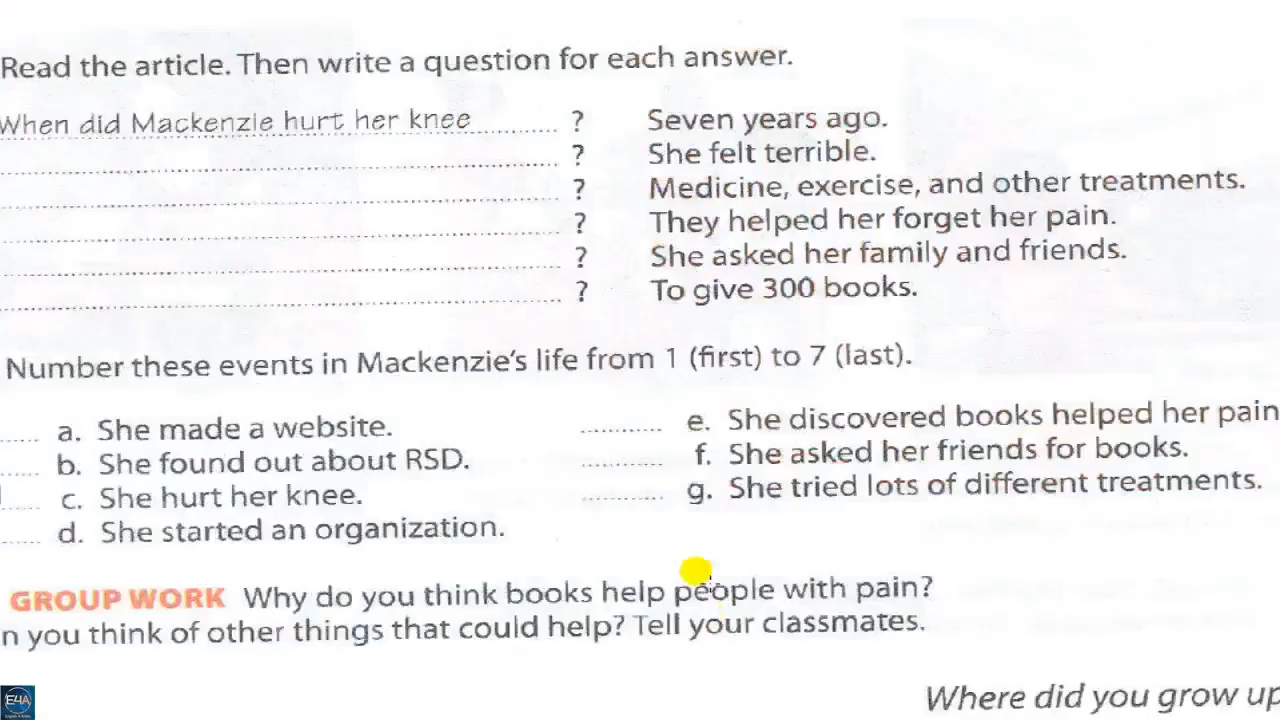 Read the article. Then write a question for each answer.
When did Mackenzie hurt her knee ? Seven years ago.
? She felt terrible.
? Medicine, exercise, and other treatments.
? They helped her forget her pain.
? She asked her family and friends.
? To give 300 books.
Number these events in Mackenzie's life from 1 (first) to 7 (last).
a. She made a website.
b. She found out about RSD.
c. She hurt her knee.
d. She started an organization.
e. She discovered books helped her pain
f. She asked her friends for books.
g. She tried lots of different treatments.
GROUP WORK Why do you think books help people with pain?
n you think of other things that could help? Tell your classmates.
Where did you grow up
E4A